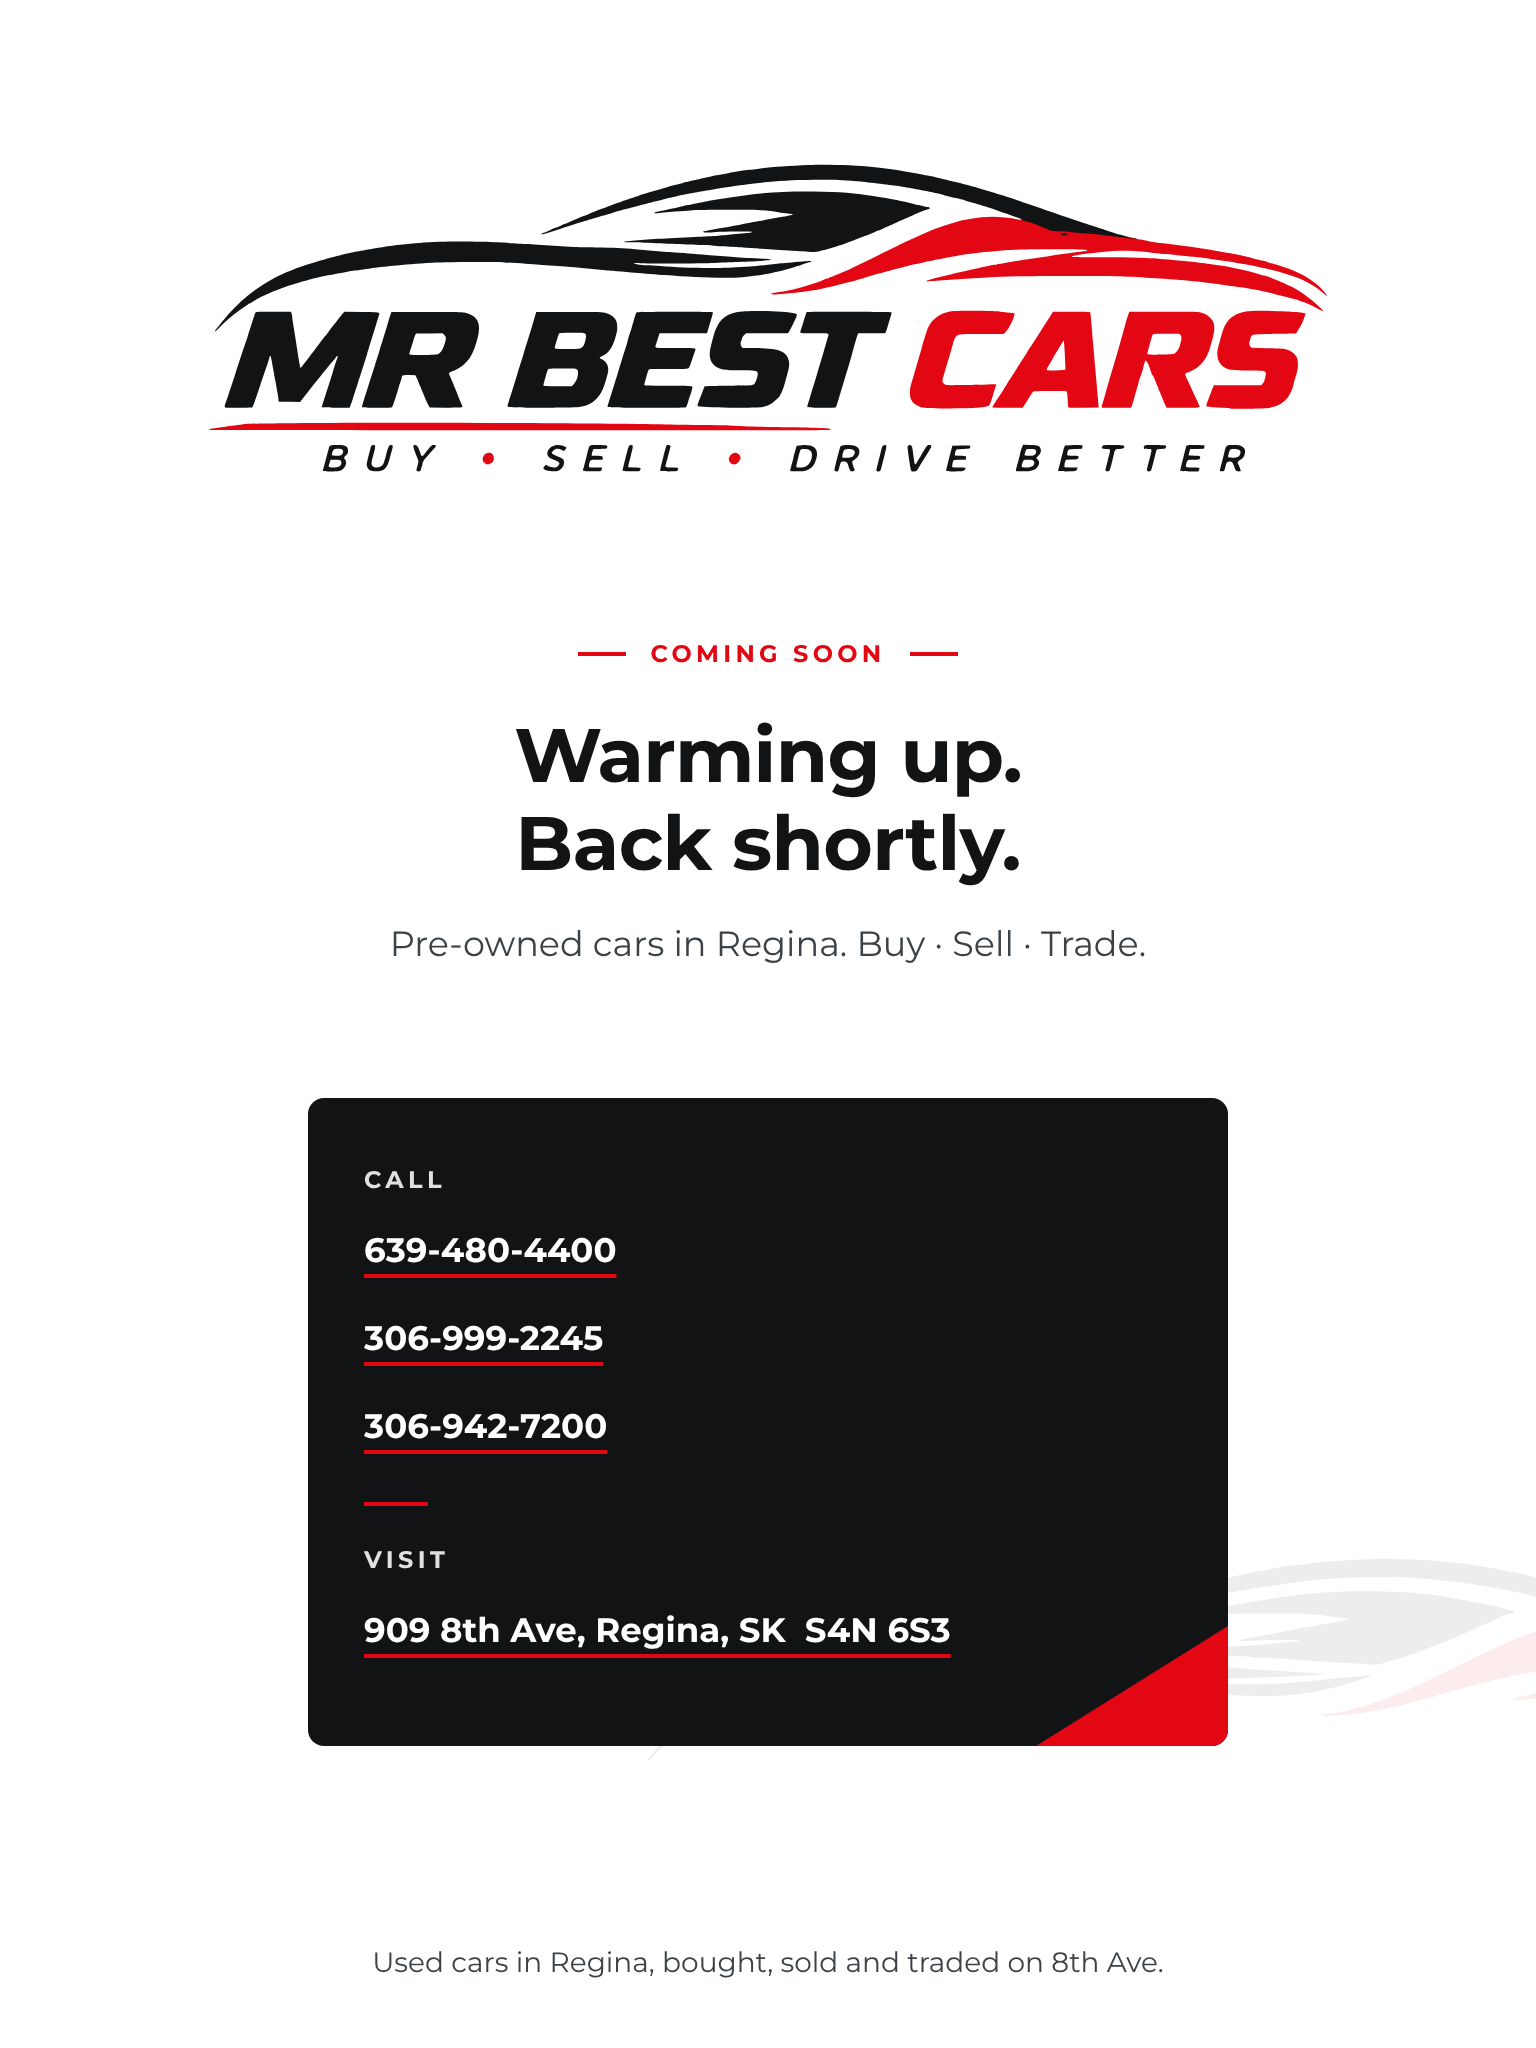 MR BEST CARS
BUY • SELL • DRIVE BETTER
COMING SOON
Warming up.
Back shortly.
Pre-owned cars in Regina. Buy · Sell · Trade.
CALL
639-480-4400
306-999-2245
306-942-7200
VISIT
909 8th Ave, Regina, SK  S4N 6S3
Used cars in Regina, bought, sold and traded on 8th Ave.